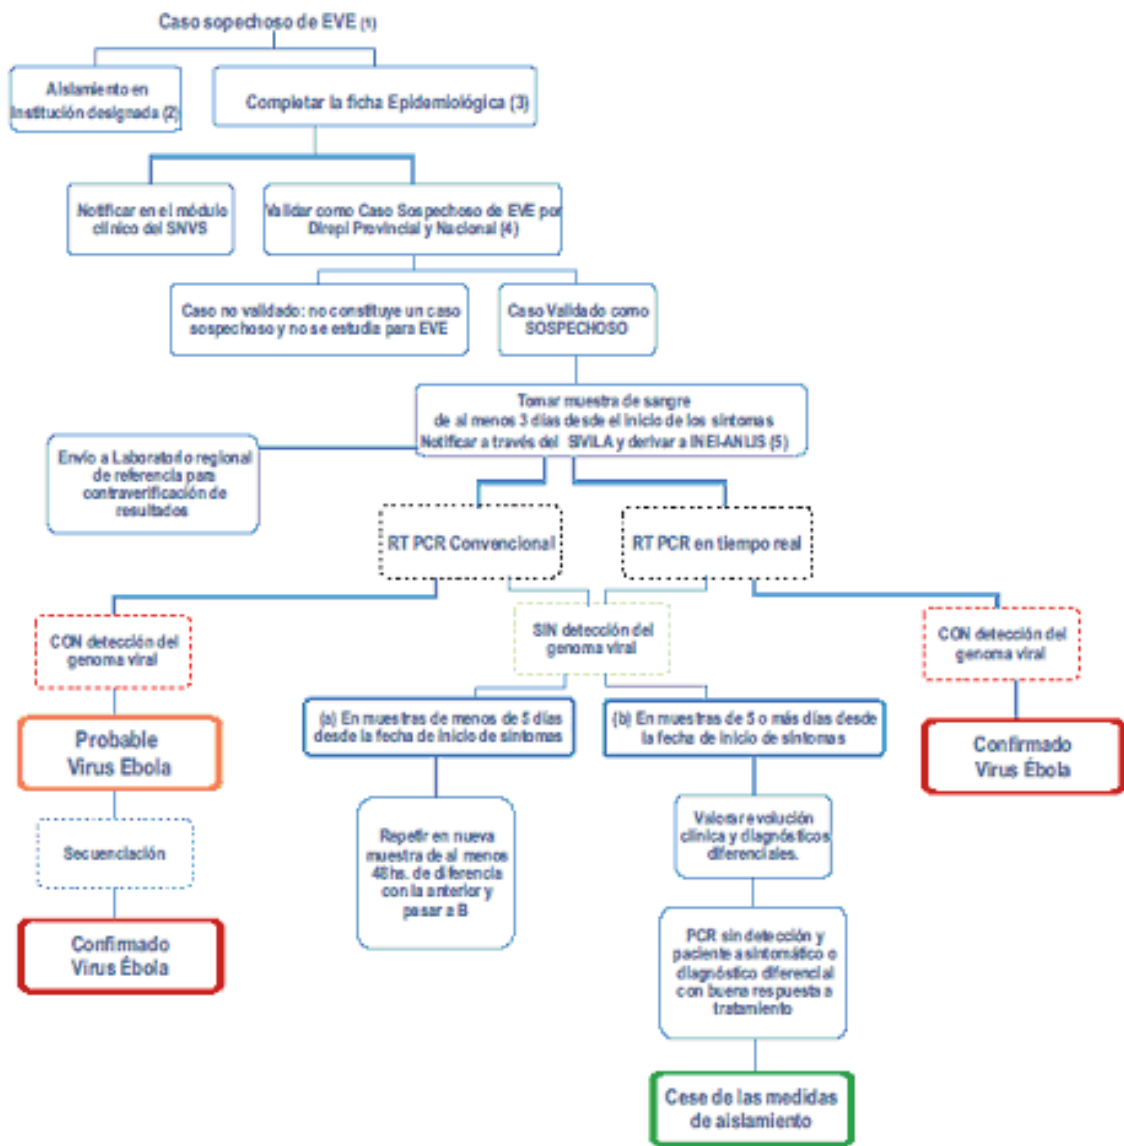 Caso sopechoso de EVE (1)
Aislamiento en
Institución designada (2)
Completar la ficha Epidemiológica (3)
Notificar en el módulo
clínico del SNVS
Validar como Caso Sospechoso de EVE por
Direpi Provincial y Nacional (4)
Caso no validado: no constituye un caso
sospechoso y no se estudia para EVE
Caso Validado como
SOSPECHOSO
Tomar muestra de sangre
de al menos 3 días desde el inicio de los síntomas
Notificar a través del SIVILA y derivar a INEI-ANLIS (5)
Envío a Laboratorio regional
de referencia para
contraverificación de
resultados
RT PCR Convencional
RT PCR en tiempo real
CON detección del
genoma viral
SIN detección del
genoma viral
CON detección del
genoma viral
Probable
Virus Ebola
(a) En muestras de menos de 5 días
desde la fecha de inicio de síntomas
(b) En muestras de 5 o más días desde
la fecha de inicio de síntomas
Confirmado
Virus Ébola
Secuenciación
Repetir en nueva
muestra de al menos
48hs. de diferencia
con la anterior y
pasar a B
Valorar evolución
clínica y diagnósticos
diferenciales.
Confirmado
Virus Ébola
PCR sin detección y
paciente asintomático o
diagnóstico diferencial
con buena respuesta a
tratamiento
Cese de las medidas
de aislamiento